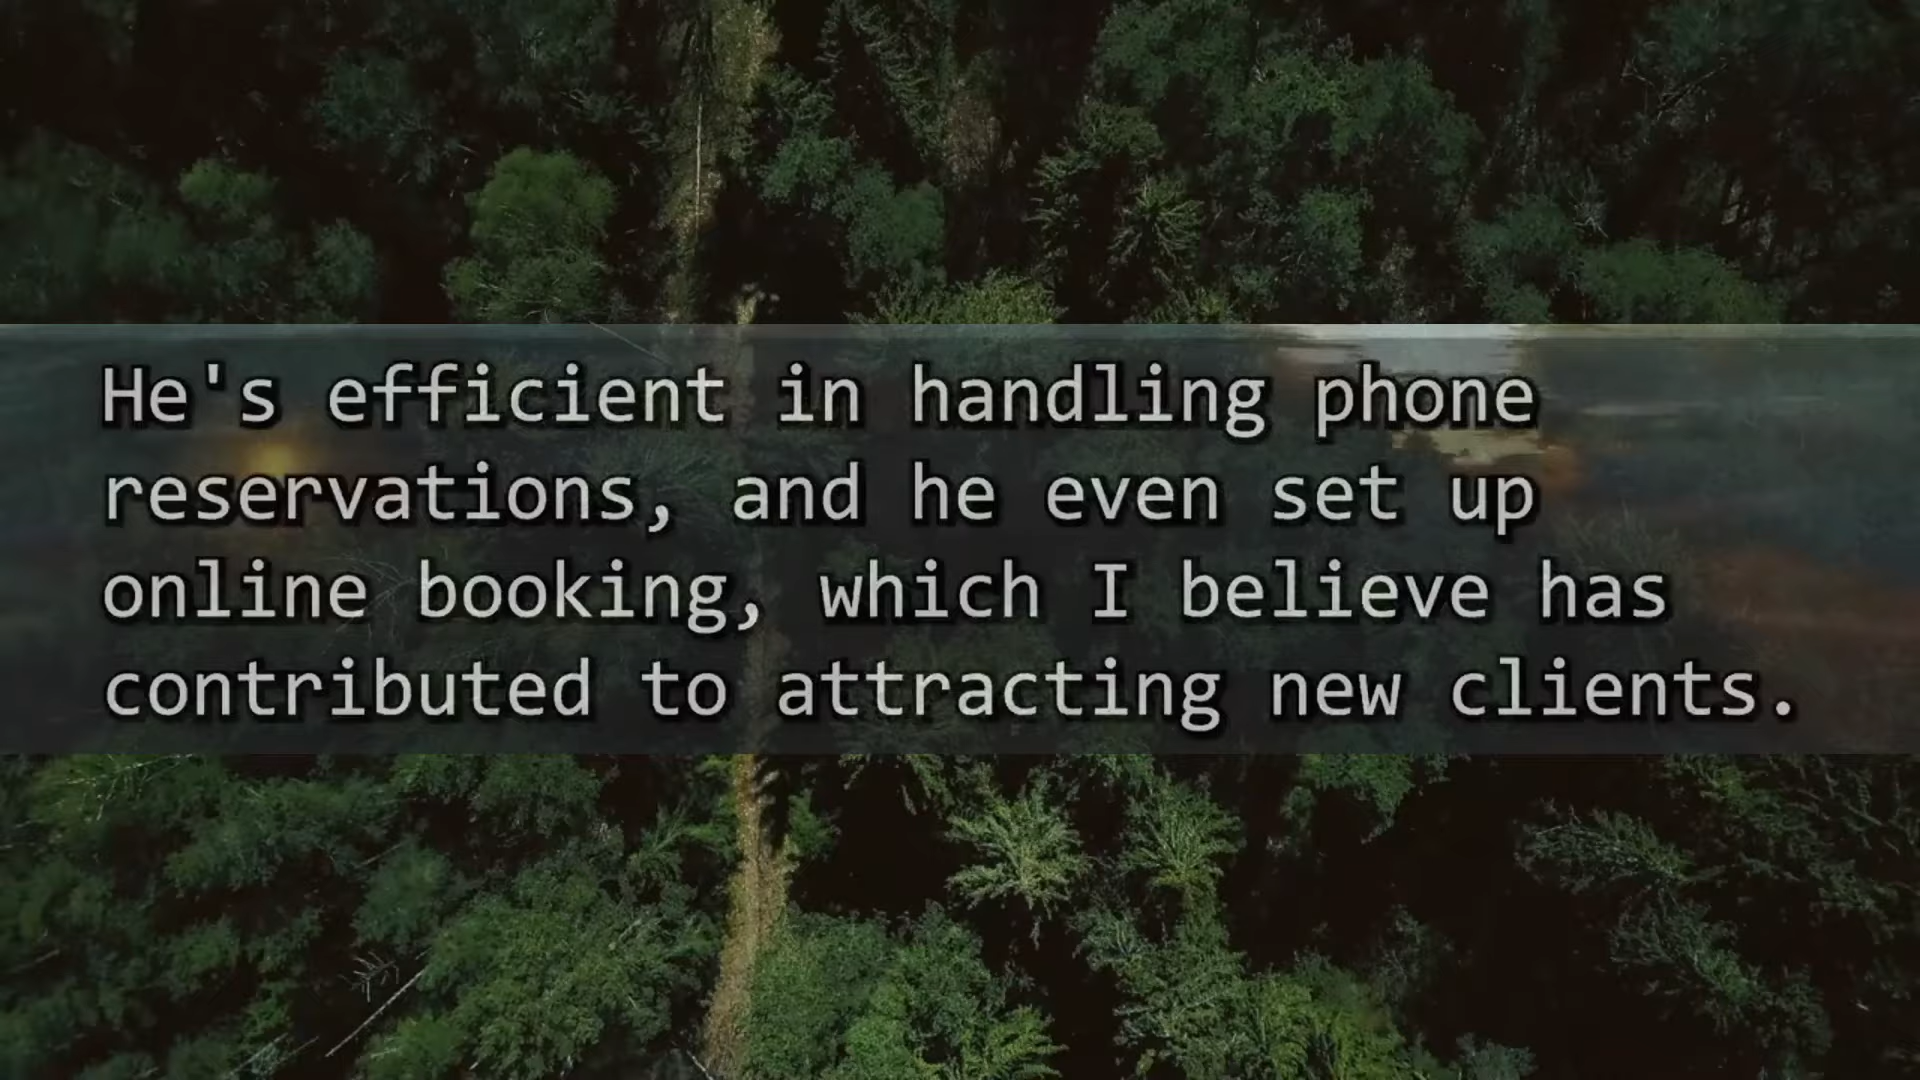 He's efficient in handling phone
reservations, and he even set up
online booking, which I believe has
contributed to attracting new clients.